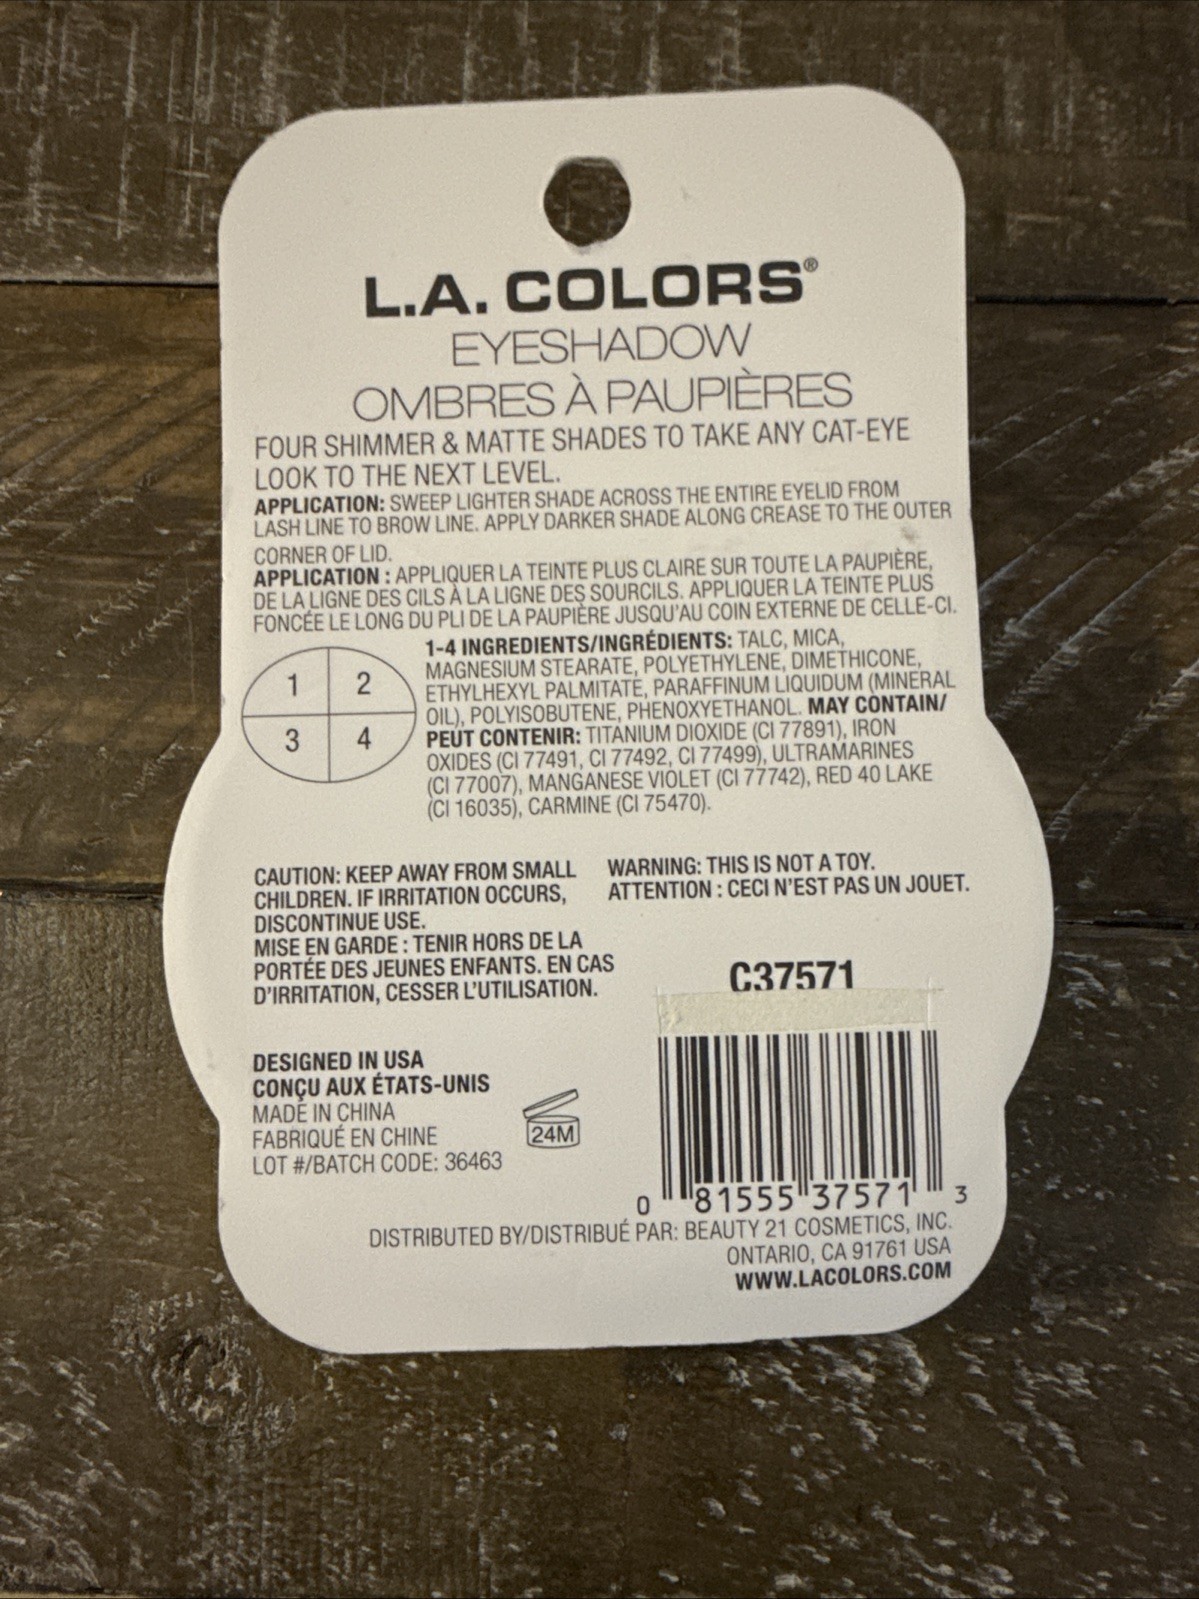 L.A. COLORS®
EYESHADOW
OMBRES À PAUPIÈRES
FOUR SHIMMER & MATTE SHADES TO TAKE ANY CAT-EYE
LOOK TO THE NEXT LEVEL.
APPLICATION: SWEEP LIGHTER SHADE ACROSS THE ENTIRE EYELID FROM
LASH LINE TO BROW LINE. APPLY DARKER SHADE ALONG CREASE TO THE OUTER
CORNER OF LID.
APPLICATION : APPLIQUER LA TEINTE PLUS CLAIRE SUR TOUTE LA PAUPIÈRE,
DE LA LIGNE DES CILS À LA LIGNE DES SOURCILS. APPLIQUER LA TEINTE PLUS
FONCÉE LE LONG DU PLI DE LA PAUPIÈRE JUSQU'AU COIN EXTERNE DE CELLE-CI.
1 2
3 4
1-4 INGREDIENTS/INGRÉDIENTS: TALC, MICA,
MAGNESIUM STEARATE, POLYETHYLENE, DIMETHICONE,
ETHYLHEXYL PALMITATE, PARAFFINUM LIQUIDUM (MINERAL
OIL), POLYISOBUTENE, PHENOXYETHANOL. MAY CONTAIN/
PEUT CONTENIR: TITANIUM DIOXIDE (CI 77891), IRON
OXIDES (CI 77491, CI 77492, CI 77499), ULTRAMARINES
(CI 77007), MANGANESE VIOLET (CI 77742), RED 40 LAKE
(CI 16035), CARMINE (CI 75470).
CAUTION: KEEP AWAY FROM SMALL
CHILDREN. IF IRRITATION OCCURS,
DISCONTINUE USE.
MISE EN GARDE : TENIR HORS DE LA
PORTÉE DES JEUNES ENFANTS. EN CAS
D'IRRITATION, CESSER L'UTILISATION.
WARNING: THIS IS NOT A TOY.
ATTENTION : CECI N'EST PAS UN JOUET.
C37571
DESIGNED IN USA
CONÇU AUX ÉTATS-UNIS
MADE IN CHINA
FABRIQUÉ EN CHINE
LOT #/BATCH CODE: 36463
24M
0 81555 37571 3
DISTRIBUTED BY/DISTRIBUÉ PAR: BEAUTY 21 COSMETICS, INC.
ONTARIO, CA 91761 USA
WWW.LACOLORS.COM